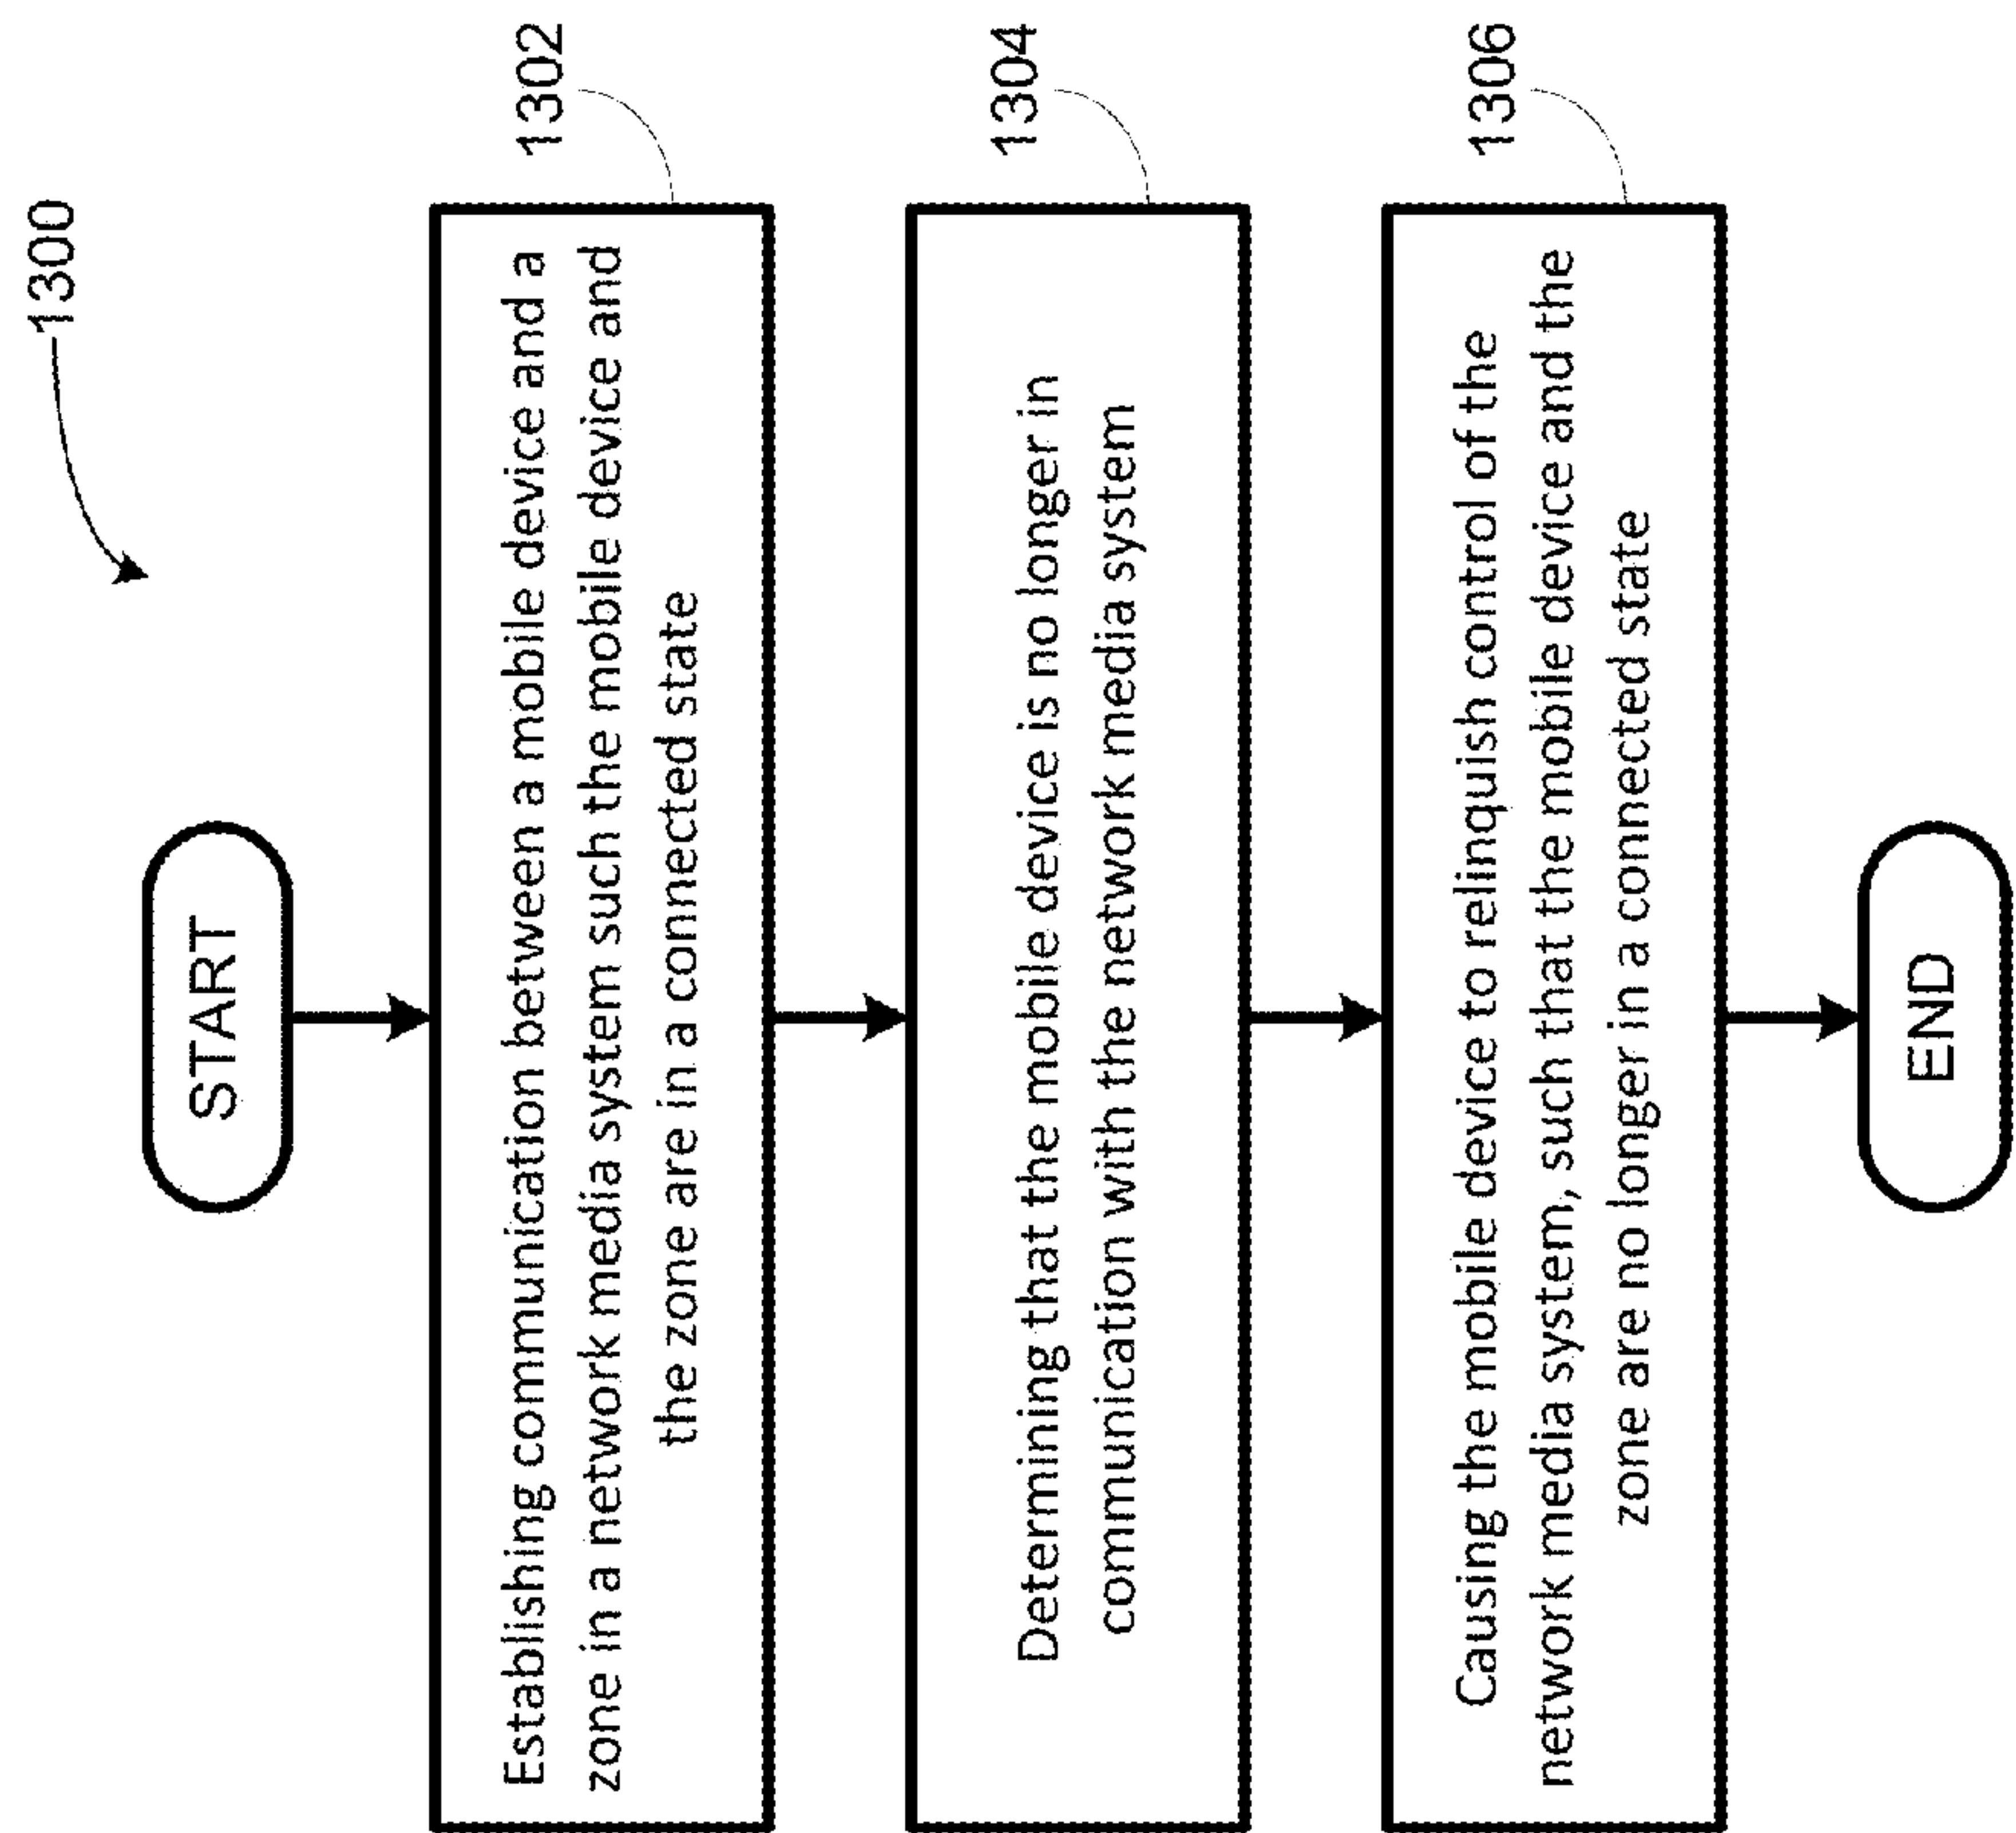 1300
START
Establishing communication between a mobile device and a
zone in a network media system such the mobile device and
the zone are in a connected state
1302
Determining that the mobile device is no longer in
communication with the network media system
1304
Causing the mobile device to relinquish control of the
network media system, such that the mobile device and the
zone are no longer in a connected state
1306
END